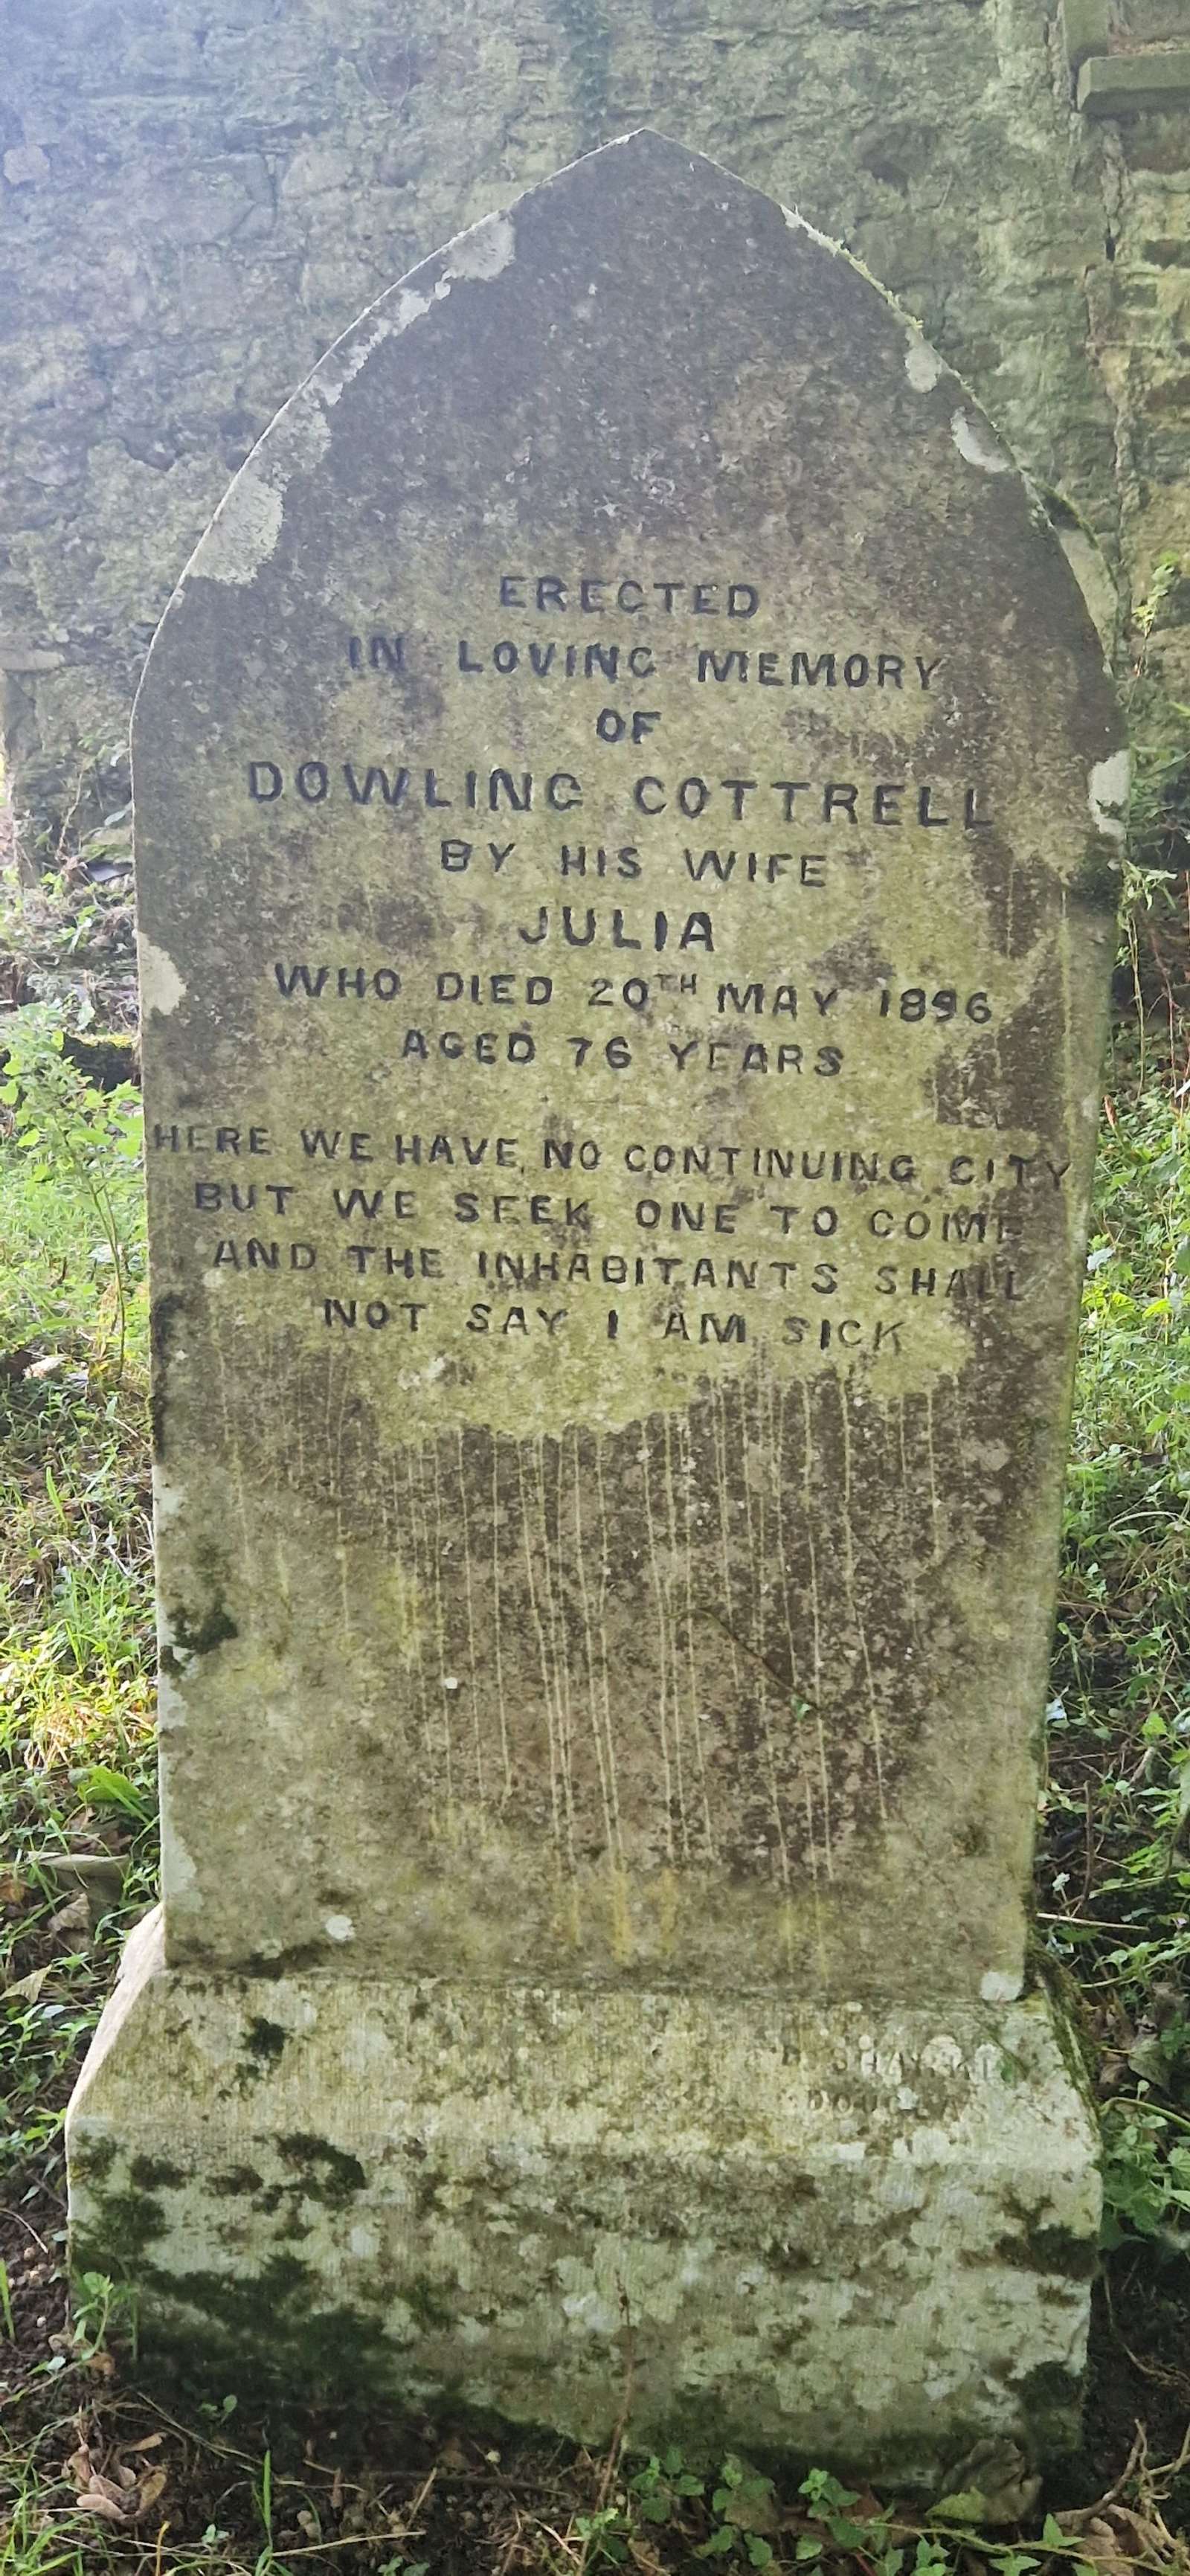 ERECTED
IN LOVING MEMORY
OF
DOWLING COTTRELL
BY HIS WIFE
JULIA
WHO DIED 20TH MAY 1896
AGED 76 YEARS
HERE WE HAVE NO CONTINUING CITY
BUT WE SEEK ONE TO COME
AND THE INHABITANTS SHALL
NOT SAY I AM SICK
DOUGLAS